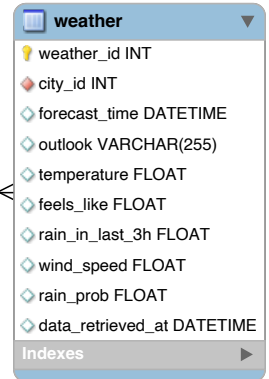 weather
weather_id INT
city_id INT
forecast_time DATETIME
outlook VARCHAR(255)
temperature FLOAT
feels_like FLOAT
rain_in_last_3h FLOAT
wind_speed FLOAT
rain_prob FLOAT
data_retrieved_at DATETIME
Indexes